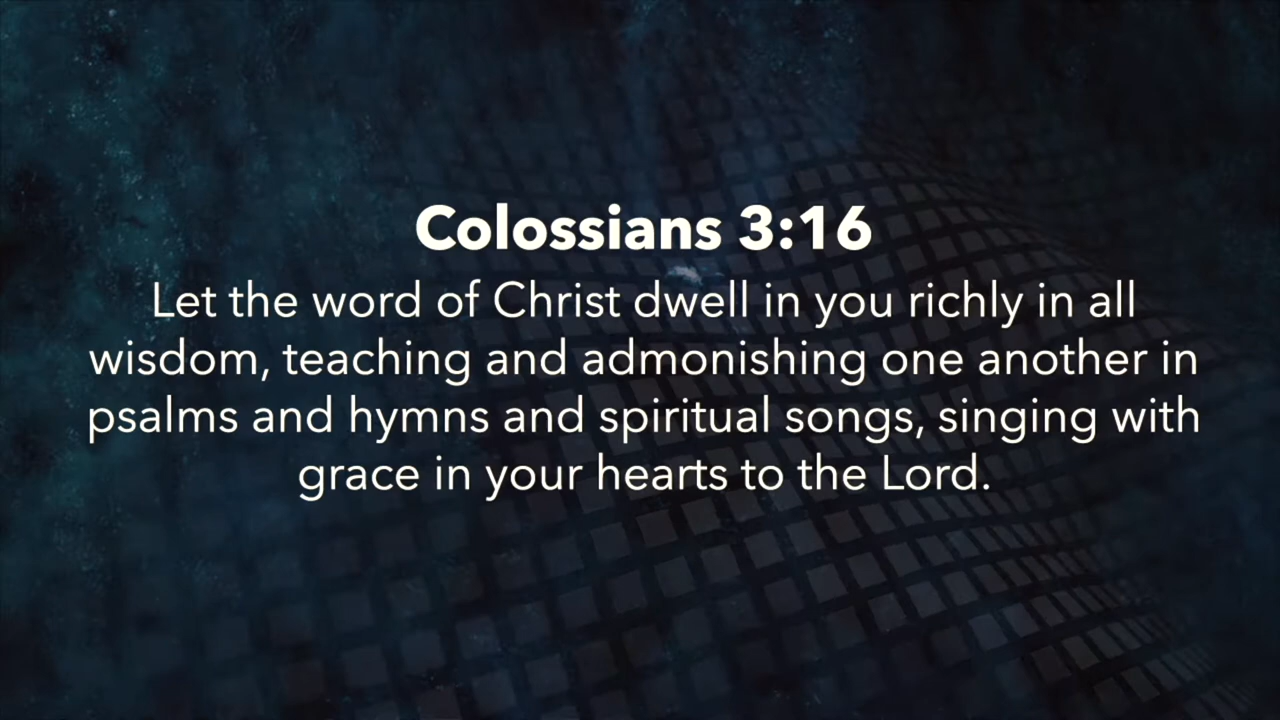 Colossians 3:16
Let the word of Christ dwell in you richly in all
wisdom, teaching and admonishing one another in
psalms and hymns and spiritual songs, singing with
grace in your hearts to the Lord.